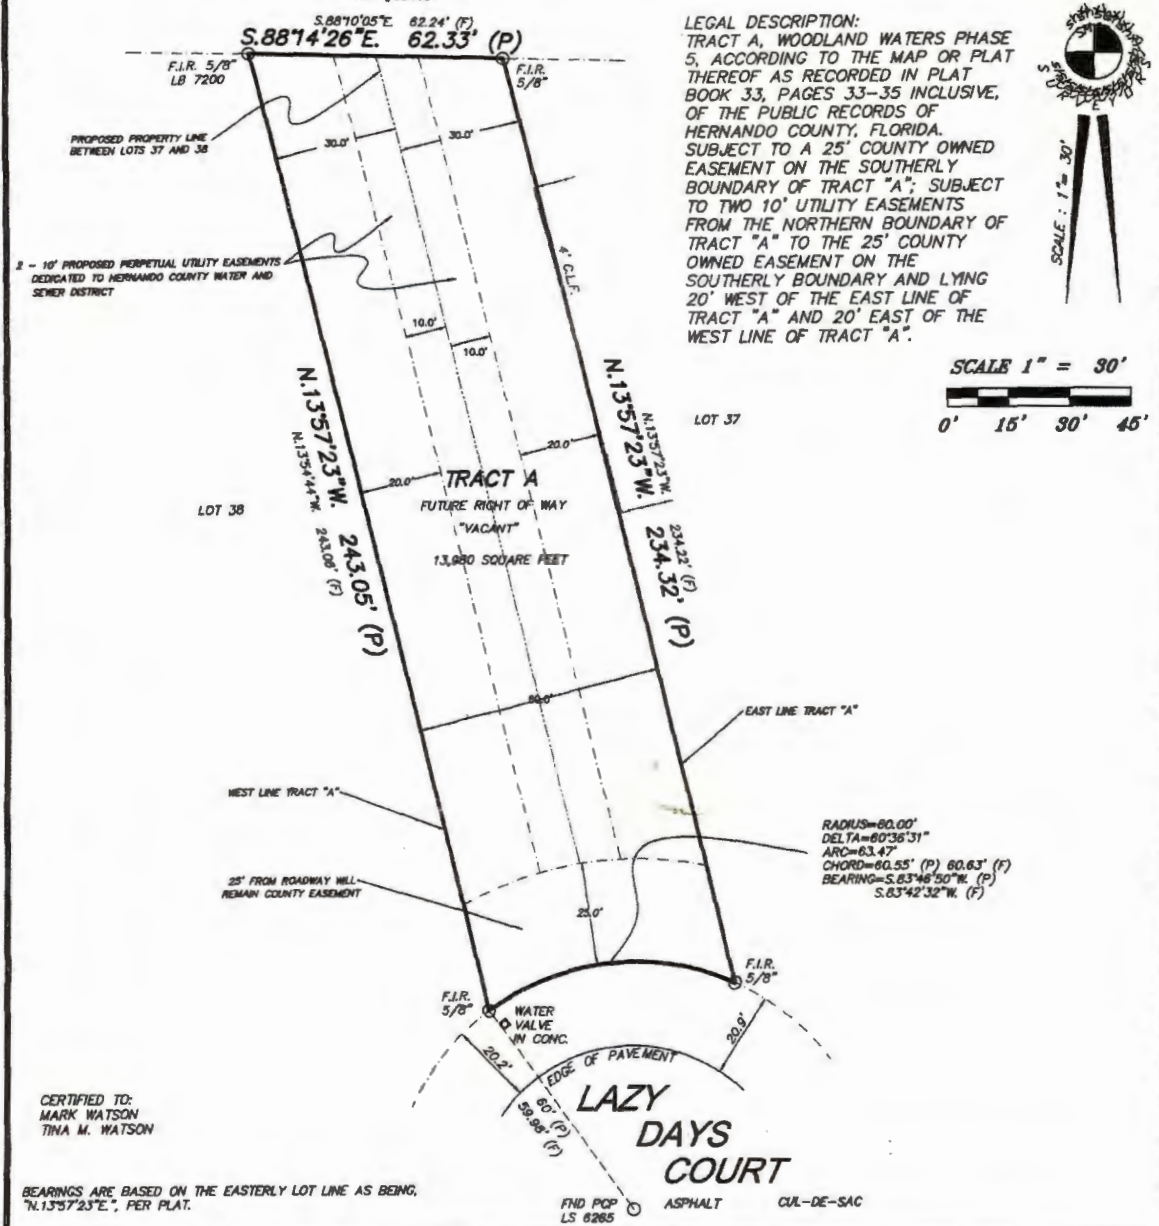 S.88°10'05"E. 62.24' (F)
S.88°14'26"E. 62.33' (P)
F.I.R. 5/8"
LB 7200
F.I.R.
5/8"
PROPOSED PROPERTY LINE
BETWEEN LOTS 37 AND 38
30.0'
30.0'
2 - 10' PROPOSED PERPETUAL UTILITY EASEMENTS
DEDICATED TO HERNANDO COUNTY WATER AND
SEWER DISTRICT
4' C.L.F.
10.0'
10.0'
LEGAL DESCRIPTION:
TRACT A, WOODLAND WATERS PHASE
5, ACCORDING TO THE MAP OR PLAT
THEREOF AS RECORDED IN PLAT
BOOK 33, PAGES 33-35 INCLUSIVE,
OF THE PUBLIC RECORDS OF
HERNANDO COUNTY, FLORIDA.
SUBJECT TO A 25' COUNTY OWNED
EASEMENT ON THE SOUTHERLY
BOUNDARY OF TRACT "A"; SUBJECT
TO TWO 10' UTILITY EASEMENTS
FROM THE NORTHERN BOUNDARY OF
TRACT "A" TO THE 25' COUNTY
OWNED EASEMENT ON THE
SOUTHERLY BOUNDARY AND LYING
20' WEST OF THE EAST LINE OF
TRACT "A" AND 20' EAST OF THE
WEST LINE OF TRACT "A".
SCALE : 1"= 30'
SCALE 1" = 30'
0' 15' 30' 45'
N.13°57'23"W. 243.05' (P)
N.13°54'44"W. 243.06' (F)
N.13°57'23"W. 234.22' (F)
N.13°57'23"W. 234.32' (P)
LOT 37
LOT 38
20.0'
20.0'
TRACT A
FUTURE RIGHT OF WAY
"VACANT"
13,980 SQUARE FEET
60.0'
EAST LINE TRACT "A"
WEST LINE TRACT "A"
RADIUS=60.00'
DELTA=60°36'31"
ARC=63.47'
CHORD=60.55' (P) 60.63' (F)
BEARING=S.83°46'50"W. (P)
S.83°42'32"W. (F)
25' FROM ROADWAY WILL
REMAIN COUNTY EASEMENT
25.0'
F.I.R.
5/8"
F.I.R.
5/8"
WATER
VALVE
IN CONC.
20.2'
20.9'
EDGE OF PAVEMENT
60' (P)
59.98' (F)
LAZY
DAYS
COURT
CERTIFIED TO:
MARK WATSON
TINA M. WATSON
BEARINGS ARE BASED ON THE EASTERLY LOT LINE AS BEING,
"N.13°57'23"E.", PER PLAT.
FND PCP
LS 6265
ASPHALT CUL-DE-SAC